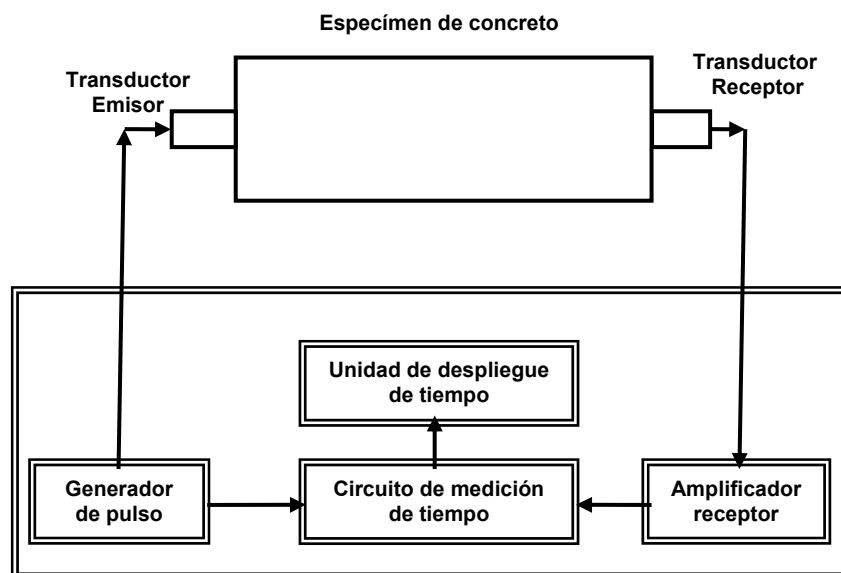 Espécímen de concreto
Transductor
Emisor
Transductor
Receptor
Unidad de despliegue
de tiempo
Generador
de pulso
Circuito de medición
de tiempo
Amplificador
receptor